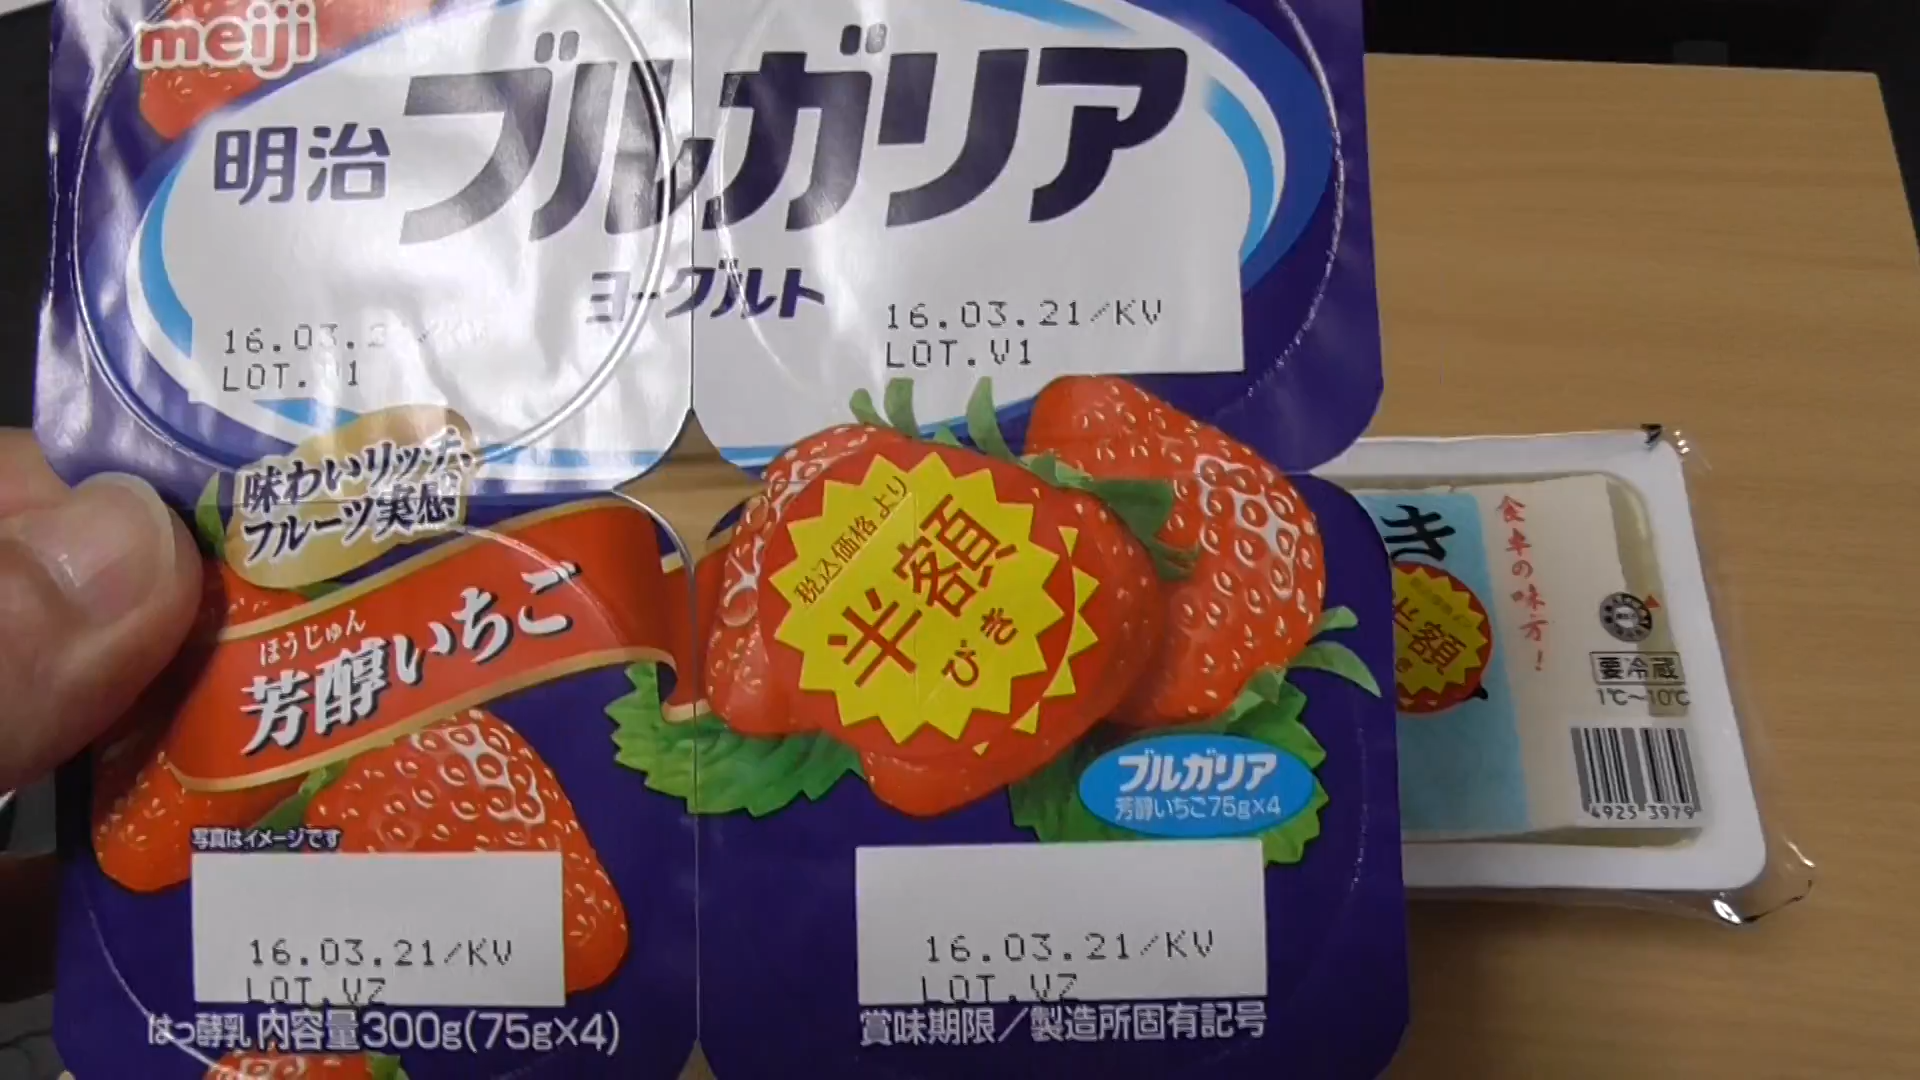 meiji
明治 ブルガリア
ヨーグルト
16.03.2
LOT. 1
16.03.21/KV
LOT.V1
味わいリッチ、
フルーツ実感
ほうじゅん
芳醇いちご
税込価格より
半額
びき
ブルガリア
芳醇いちご75g×4
写真はイメージです
16.03.21/KV
LOT.V2
16.03.21/KV
LOT.V2
はっ酵乳 内容量300g(75g×4)
賞味期限／製造所固有記号
き
食卓の味方!
半額
要冷蔵
1℃〜10℃
4925 3979